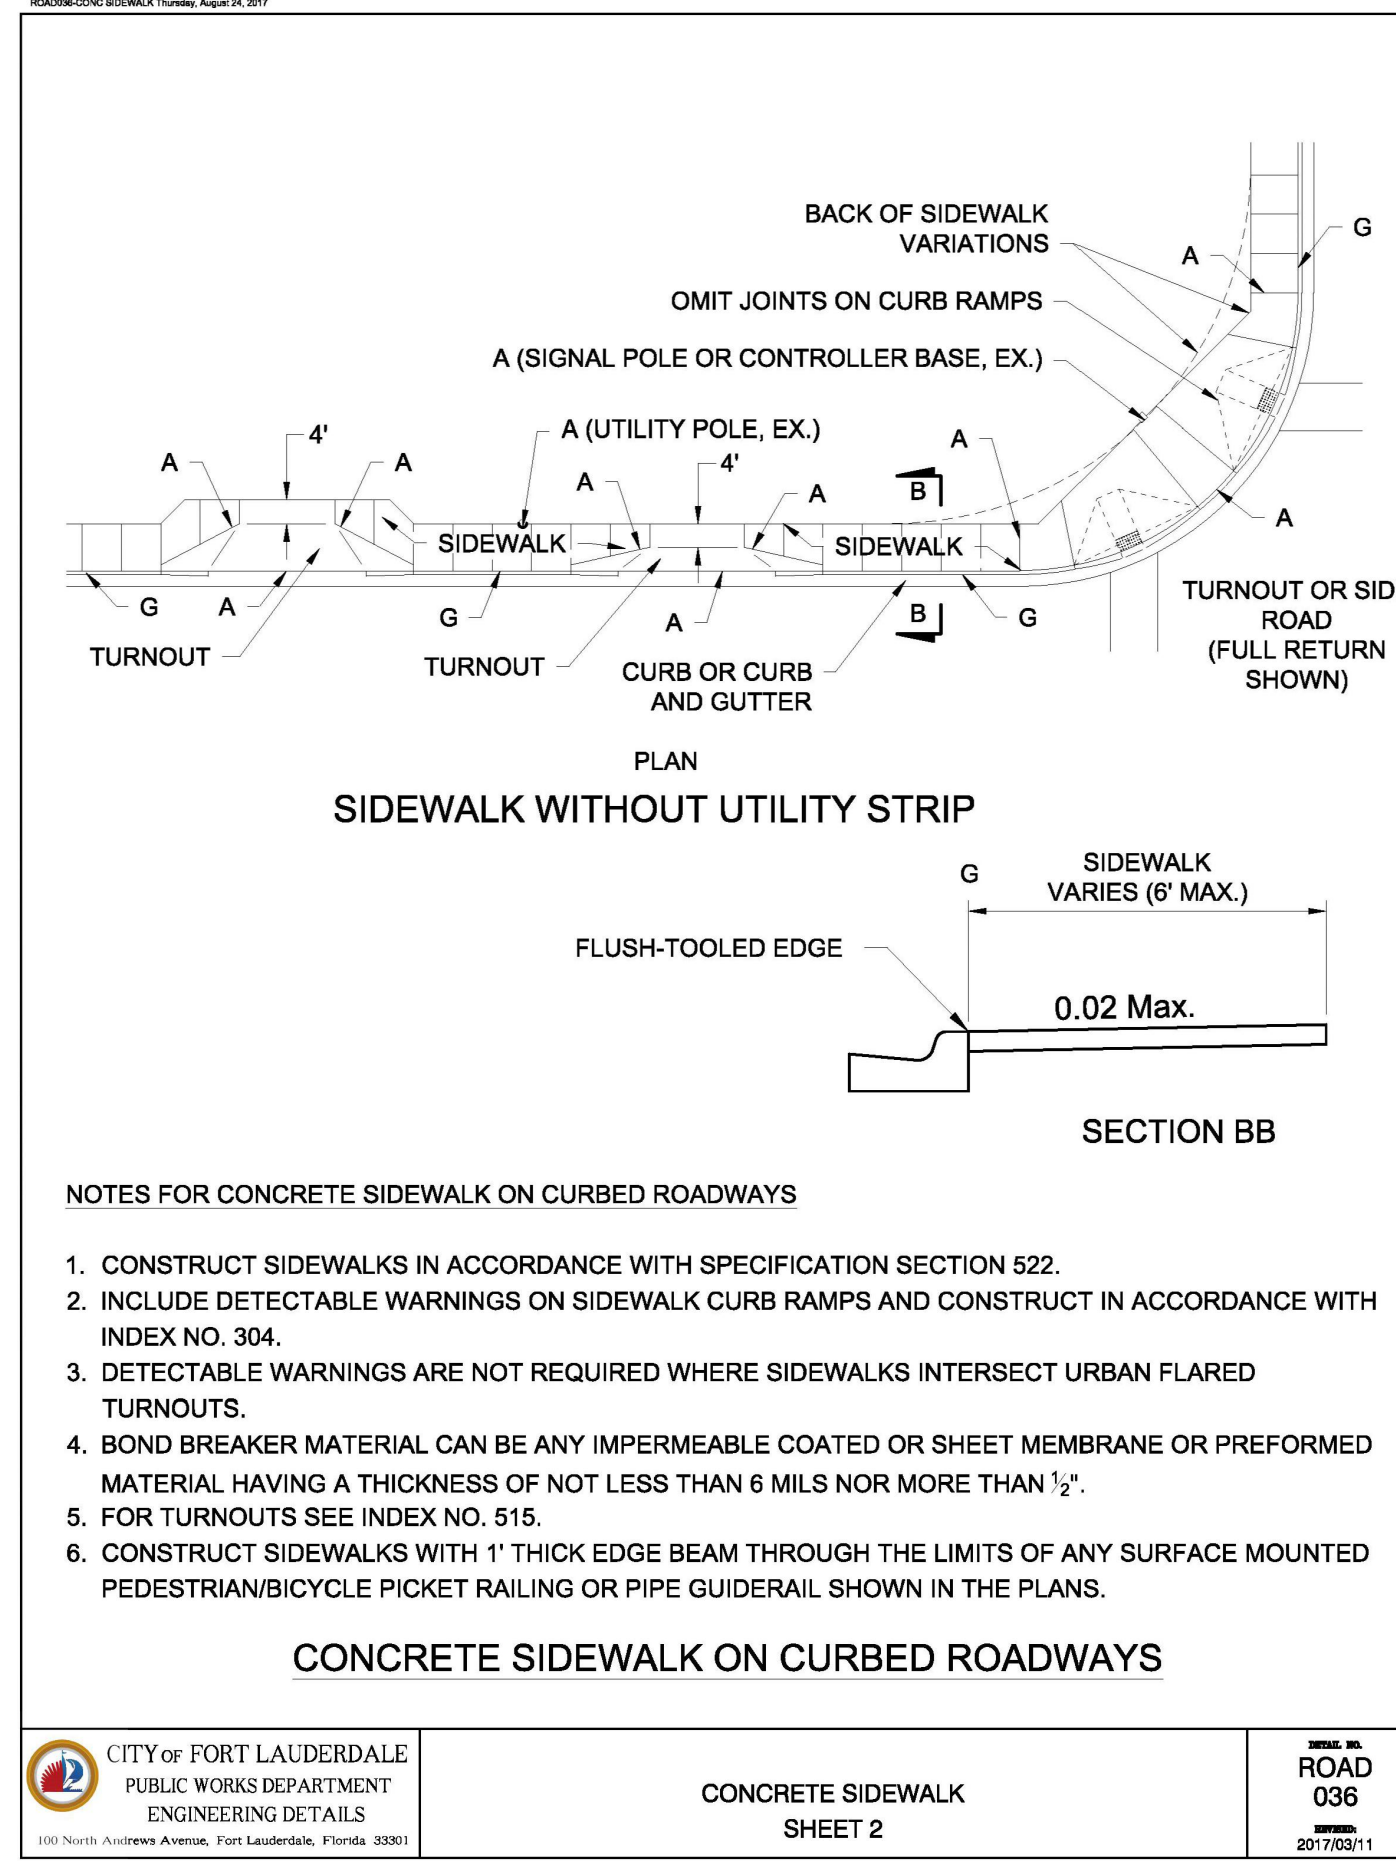 ROAD036-CONC SIDEWALK Thursday, August 24, 2017
BACK OF SIDEWALK
VARIATIONS
G
A
OMIT JOINTS ON CURB RAMPS
A (SIGNAL POLE OR CONTROLLER BASE, EX.)
4'
A (UTILITY POLE, EX.)
A
A
A
4'
A
A
B
A
SIDEWALK
SIDEWALK
G
A
G
A
B
G
TURNOUT
TURNOUT
CURB OR CURB
AND GUTTER
TURNOUT OR SID
ROAD
(FULL RETURN
SHOWN)
PLAN
SIDEWALK WITHOUT UTILITY STRIP
G
SIDEWALK
VARIES (6' MAX.)
FLUSH-TOOLED EDGE
0.02 Max.
SECTION BB
NOTES FOR CONCRETE SIDEWALK ON CURBED ROADWAYS
1. CONSTRUCT SIDEWALKS IN ACCORDANCE WITH SPECIFICATION SECTION 522.
2. INCLUDE DETECTABLE WARNINGS ON SIDEWALK CURB RAMPS AND CONSTRUCT IN ACCORDANCE WITH
INDEX NO. 304.
3. DETECTABLE WARNINGS ARE NOT REQUIRED WHERE SIDEWALKS INTERSECT URBAN FLARED
TURNOUTS.
4. BOND BREAKER MATERIAL CAN BE ANY IMPERMEABLE COATED OR SHEET MEMBRANE OR PREFORMED
MATERIAL HAVING A THICKNESS OF NOT LESS THAN 6 MILS NOR MORE THAN ½".
5. FOR TURNOUTS SEE INDEX NO. 515.
6. CONSTRUCT SIDEWALKS WITH 1' THICK EDGE BEAM THROUGH THE LIMITS OF ANY SURFACE MOUNTED
PEDESTRIAN/BICYCLE PICKET RAILING OR PIPE GUIDERAIL SHOWN IN THE PLANS.
CONCRETE SIDEWALK ON CURBED ROADWAYS
CITY OF FORT LAUDERDALE
PUBLIC WORKS DEPARTMENT
ENGINEERING DETAILS
100 North Andrews Avenue, Fort Lauderdale, Florida 33301
CONCRETE SIDEWALK
SHEET 2
DETAIL NO.
ROAD
036
REVISED:
2017/03/11